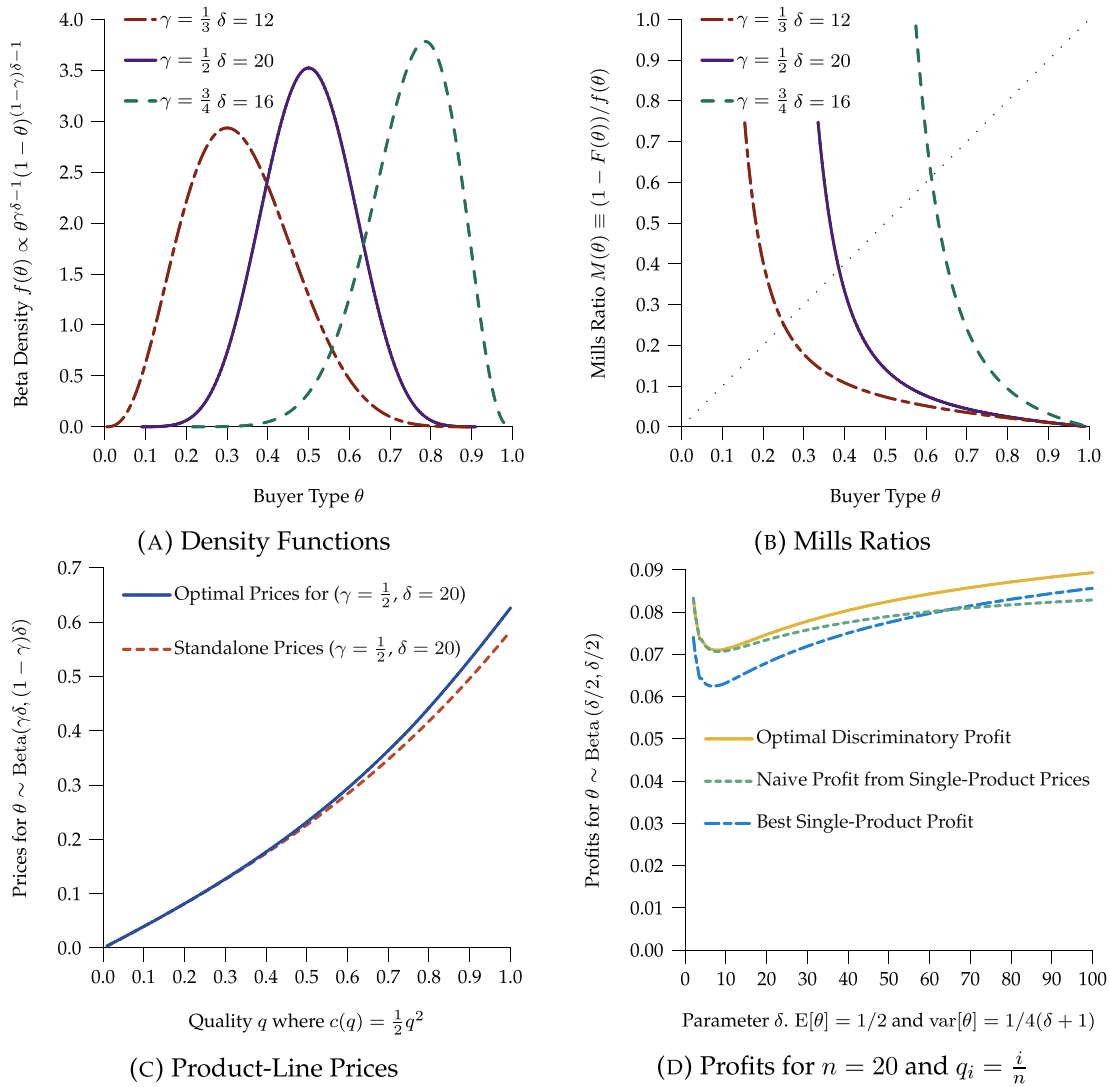 γ = 1/3 δ = 12
γ = 1/2 δ = 20
γ = 3/4 δ = 16
4.0
3.5
3.0
2.5
2.0
1.5
1.0
0.5
0.0
Beta Density f(θ) ∝ θ^{γδ−1}(1 − θ)^{(1−γ)δ−1}
0.0 0.1 0.2 0.3 0.4 0.5 0.6 0.7 0.8 0.9 1.0
Buyer Type θ
(A) Density Functions
γ = 1/3 δ = 12
γ = 1/2 δ = 20
γ = 3/4 δ = 16
1.0
0.9
0.8
0.7
0.6
0.5
0.4
0.3
0.2
0.1
0.0
Mills Ratio M(θ) ≡ (1 − F(θ))/f(θ)
0.0 0.1 0.2 0.3 0.4 0.5 0.6 0.7 0.8 0.9 1.0
Buyer Type θ
(B) Mills Ratios
Optimal Prices for (γ = 1/2, δ = 20)
Standalone Prices (γ = 1/2, δ = 20)
0.7
0.6
0.5
0.4
0.3
0.2
0.1
0.0
Prices for θ ∼ Beta(γδ, (1 − γ)δ)
0.0 0.1 0.2 0.3 0.4 0.5 0.6 0.7 0.8 0.9 1.0
Quality q where c(q) = 1/2 q²
(C) Product-Line Prices
0.09
0.08
0.07
0.06
0.05
0.04
0.03
0.02
0.01
0.00
Profits for θ ∼ Beta (δ/2, δ/2)
Optimal Discriminatory Profit
Naive Profit from Single-Product Prices
Best Single-Product Profit
0 10 20 30 40 50 60 70 80 90 100
Parameter δ. E[θ] = 1/2 and var[θ] = 1/4(δ + 1)
(D) Profits for n = 20 and q_i = i/n